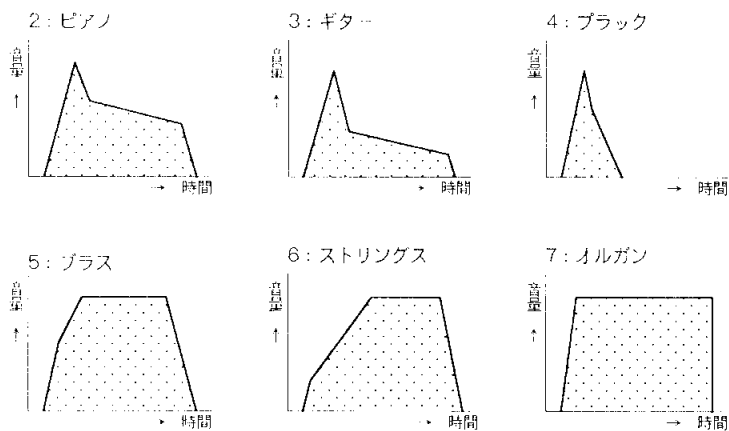 2：ピアノ
音量
↑
→ 時間
3：ギター
音量
↑
→ 時間
4：プラック
音量
↑
→ 時間
5：ブラス
音量
↑
→ 時間
6：ストリングス
音量
↑
→ 時間
7：オルガン
音量
↑
→ 時間